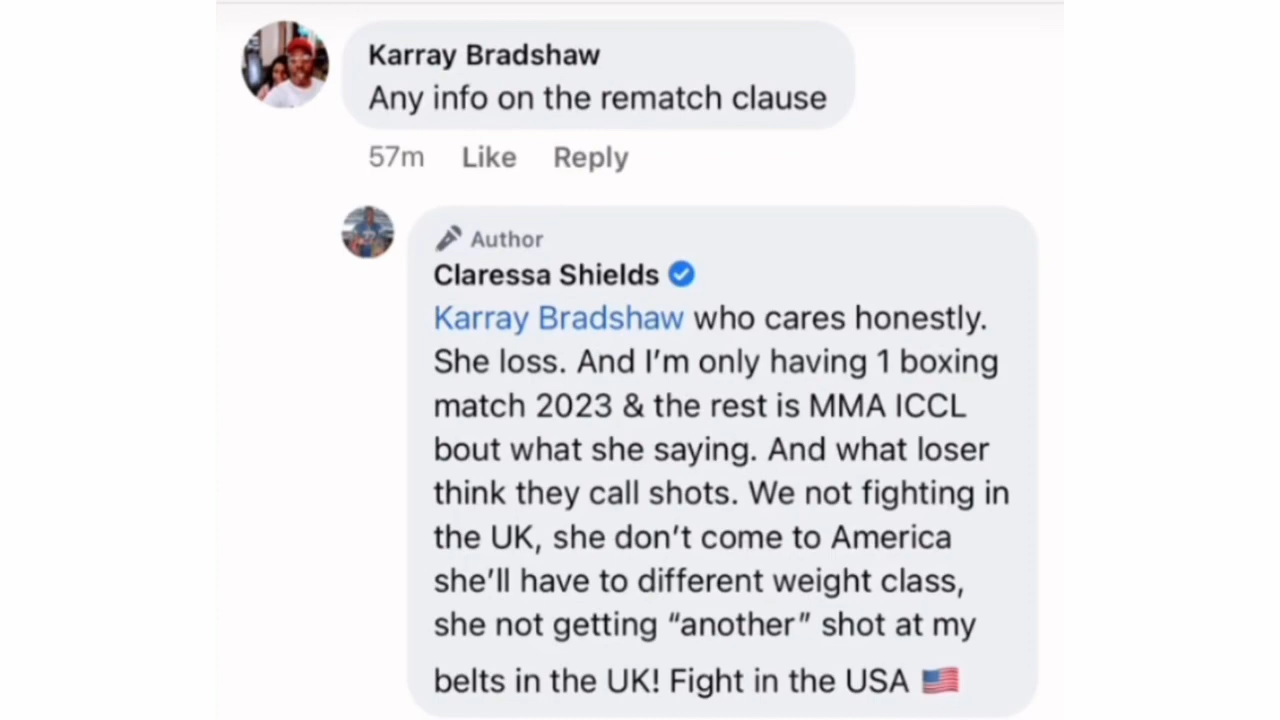 Karray Bradshaw
Any info on the rematch clause
57m Like Reply
Author
Claressa Shields
Karray Bradshaw who cares honestly.
She loss. And I’m only having 1 boxing
match 2023 & the rest is MMA ICCL
bout what she saying. And what loser
think they call shots. We not fighting in
the UK, she don’t come to America
she’ll have to different weight class,
she not getting “another” shot at my
belts in the UK! Fight in the USA 🇺🇸